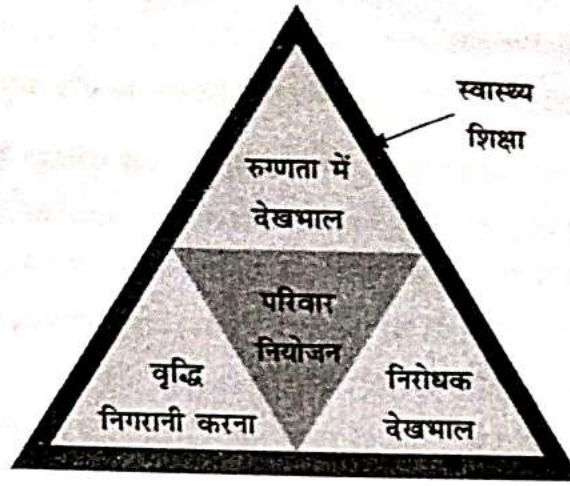 स्वास्थ्य
शिक्षा
रुग्णता में
देखभाल
परिवार
नियोजन
वृद्धि
निगरानी करना
निरोधक
देखभाल